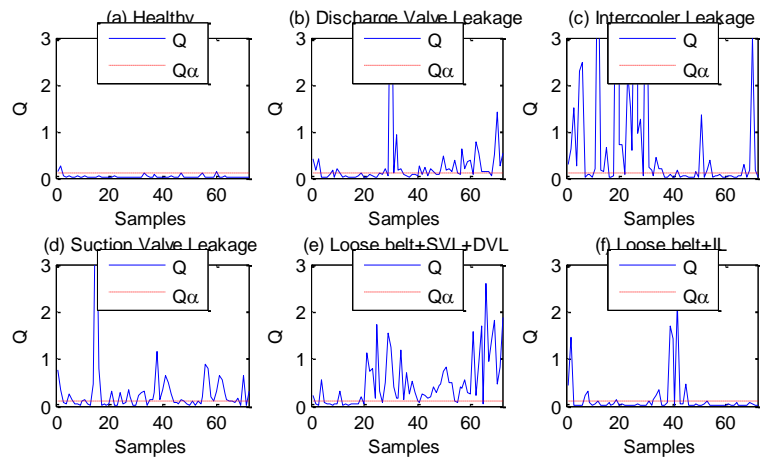 (a) Healthy
(b) Discharge Valve Leakage
(c) Intercooler Leakage
3
2
1
0
Q
Q
Qα
0
20
40
60
Samples
3
2
1
0
Q
Q
Qα
0
20
40
60
Samples
3
2
1
0
Q
Q
Qα
0
20
40
60
Samples
(d) Suction Valve Leakage
(e) Loose belt+SVL+DVL
(f) Loose belt+IL
3
2
1
0
Q
Q
Qα
0
20
40
60
Samples
3
2
1
0
Q
Q
Qα
0
20
40
60
Samples
3
2
1
0
Q
Q
Qα
0
20
40
60
Samples